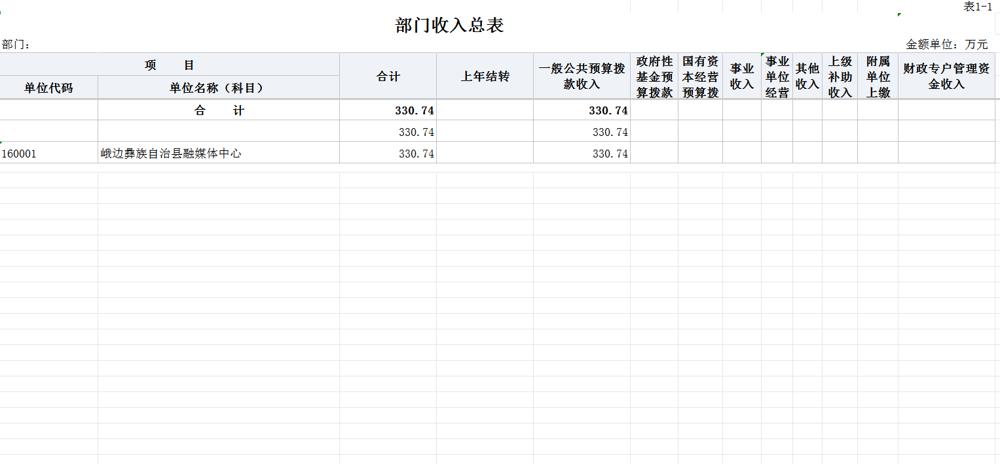 表1-1
部门收入总表
部门：
金额单位：万元
项 目
合计
上年结转
一般公共预算拨
款收入
政府性
基金预
算拨款
国有资
本经营
预算拨
事业
收入
事业
单位
经营
其他
收入
上级
补助
收入
附属
单位
上缴
财政专户管理资
金收入
单位代码
单位名称（科目）
合 计
330.74
330.74
330.74
330.74
160001
峨边彝族自治县融媒体中心
330.74
330.74